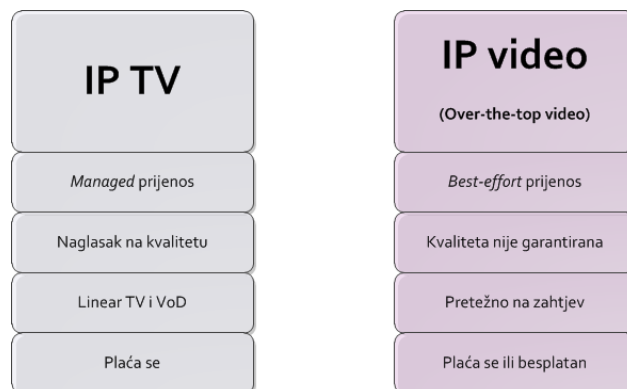 IP TV
Managed prijenos
Naglasak na kvalitetu
Linear TV i VoD
Plaća se
IP video
(Over-the-top video)
Best-effort prijenos
Kvaliteta nije garantirana
Pretežno na zahtjev
Plaća se ili besplatan